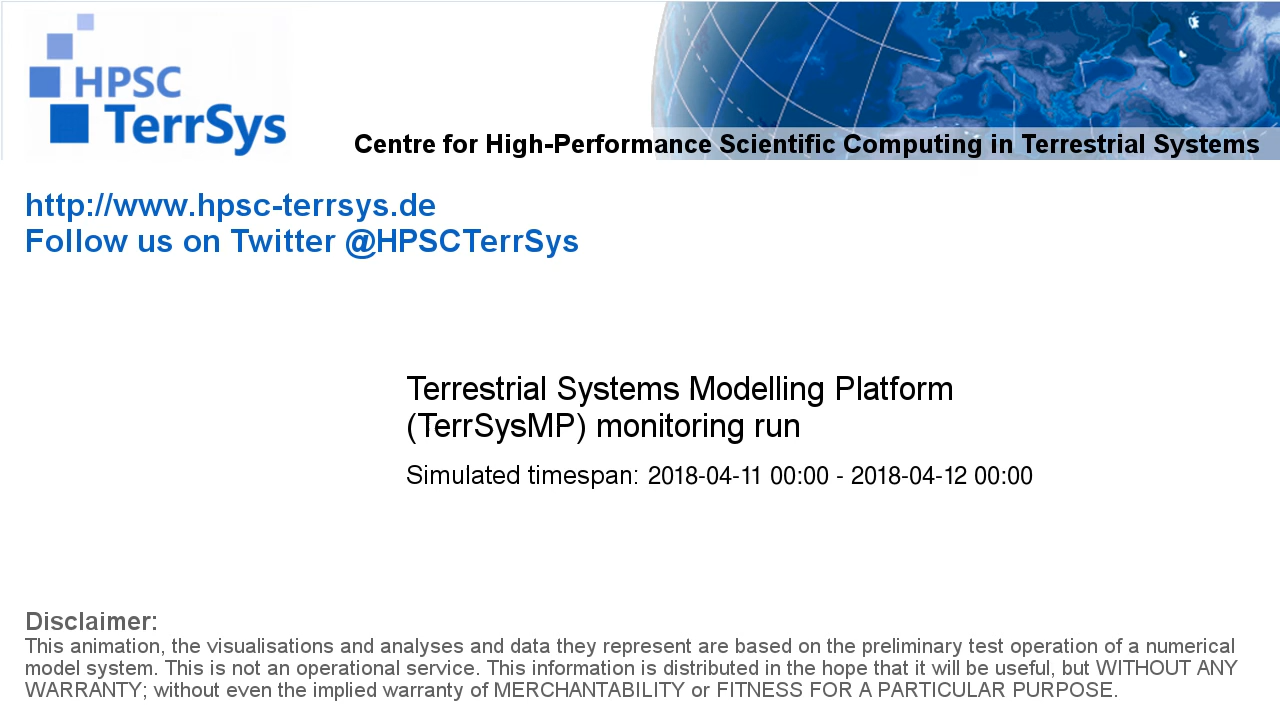 HPSC
TerrSys
Centre for High-Performance Scientific Computing in Terrestrial Systems
http://www.hpsc-terrsys.de
Follow us on Twitter @HPSCTerrSys
Terrestrial Systems Modelling Platform
(TerrSysMP) monitoring run
Simulated timespan: 2018-04-11 00:00 - 2018-04-12 00:00
Disclaimer:
This animation, the visualisations and analyses and data they represent are based on the preliminary test operation of a numerical
model system. This is not an operational service. This information is distributed in the hope that it will be useful, but WITHOUT ANY
WARRANTY; without even the implied warranty of MERCHANTABILITY or FITNESS FOR A PARTICULAR PURPOSE.